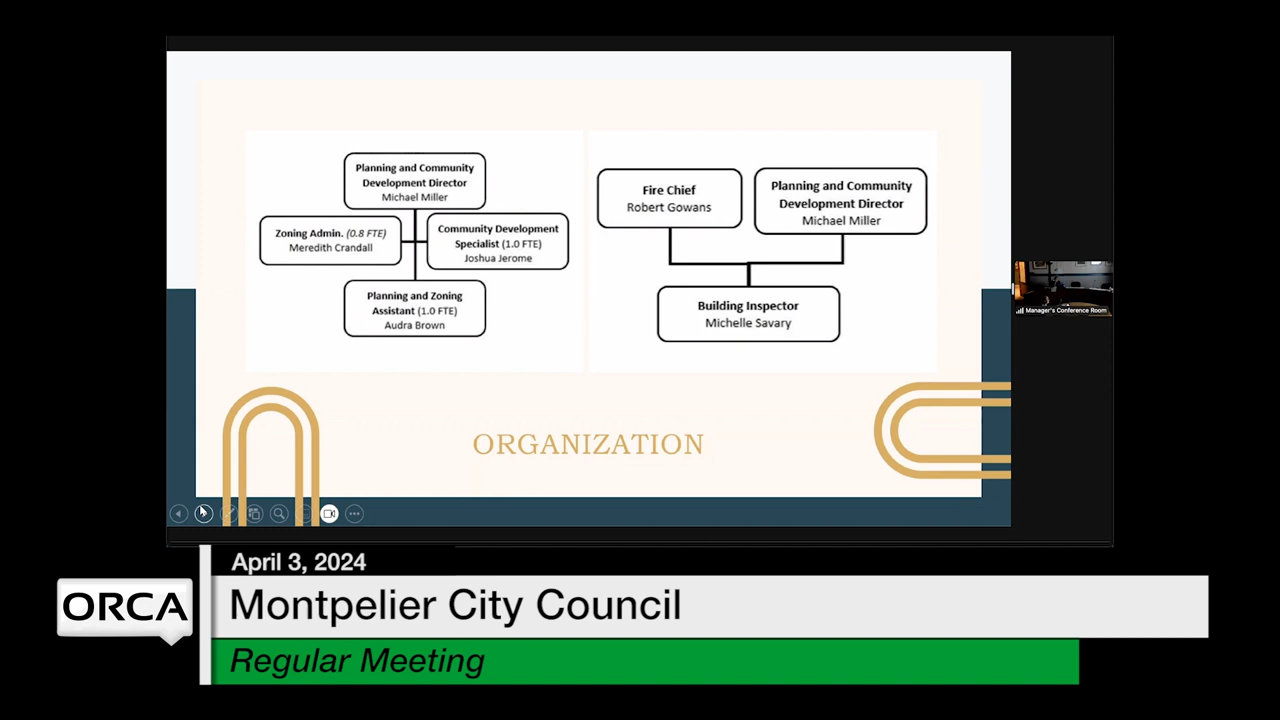 Planning and Community
Development Director
Michael Miller
Zoning Admin. (0.8 FTE)
Meredith Crandall
Community Development
Specialist (1.0 FTE)
Joshua Jerome
Planning and Zoning
Assistant (1.0 FTE)
Audra Brown
Fire Chief
Robert Gowans
Planning and Community
Development Director
Michael Miller
Building Inspector
Michelle Savary
Manager's Conference Room
ORGANIZATION
April 3, 2024
ORCA
Montpelier City Council
Regular Meeting